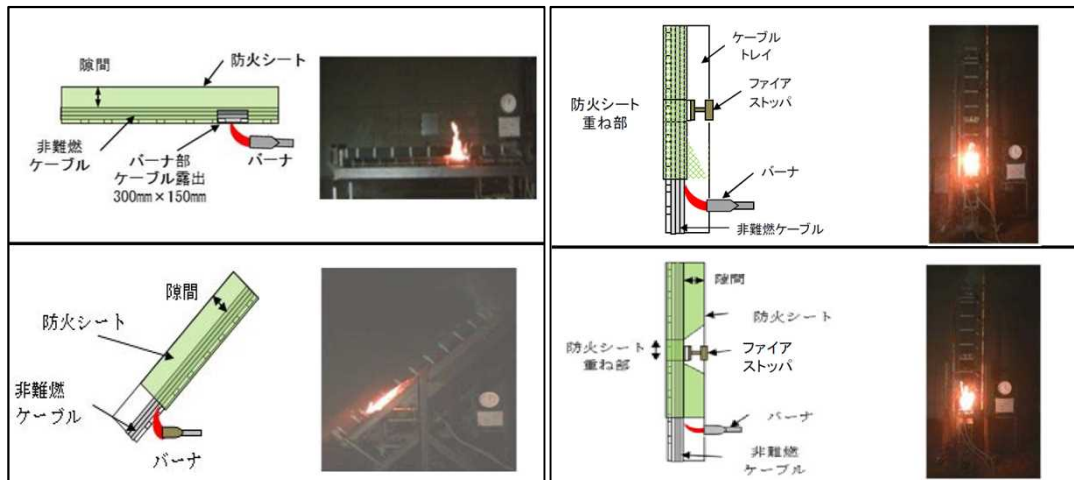 隙間
防火シート
非難燃
ケーブル
バーナ部
ケーブル露出
300mm×150mm
バーナ
ケーブル
トレイ
ファイア
ストッパ
防火シート
重ね部
バーナ
非難燃ケーブル
隙間
防火シート
非難燃
ケーブル
バーナ
隙間
防火シート
防火シート
重ね部
ファイア
ストッパ
バーナ
非難燃
ケーブル